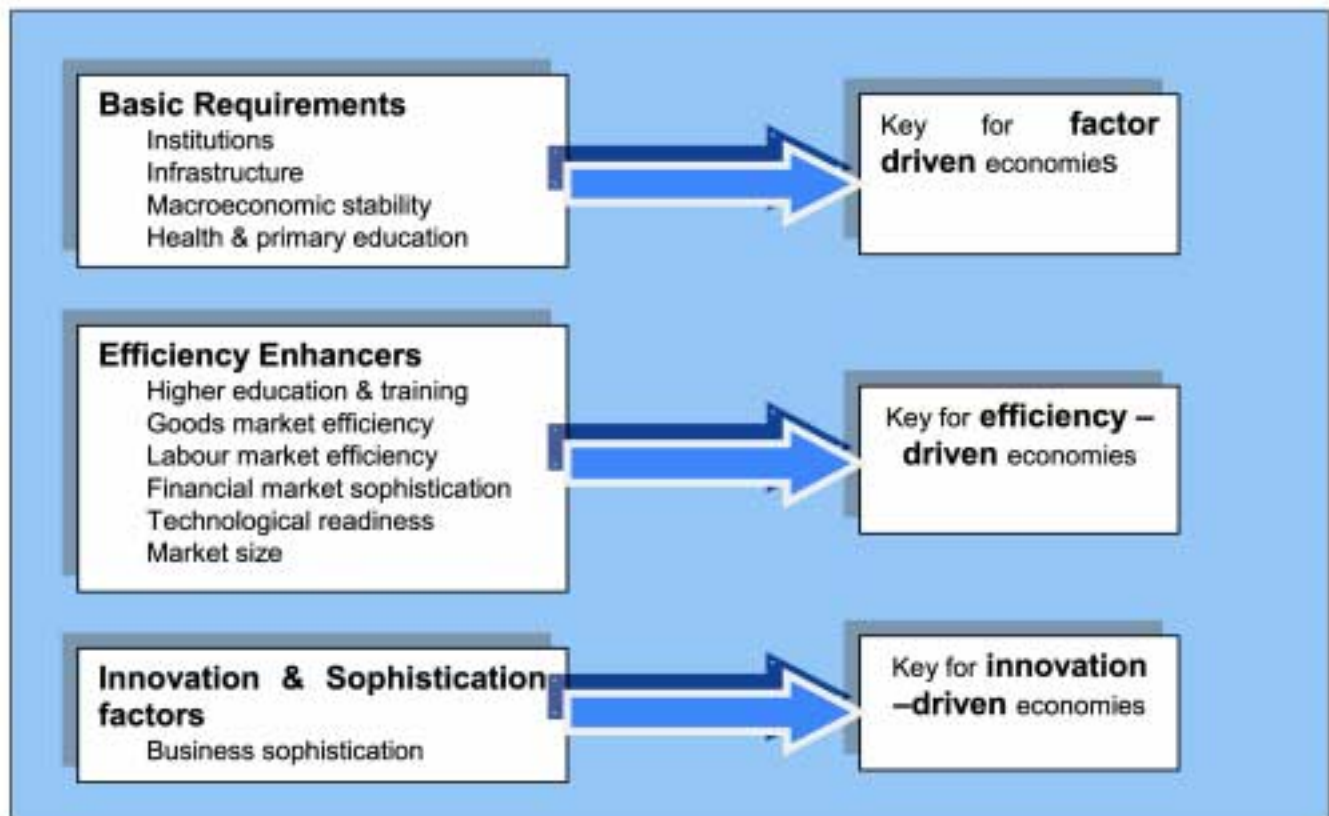 Basic Requirements
Institutions
Infrastructure
Macroeconomic stability
Health & primary education
Key for factor
driven economies
Efficiency Enhancers
Higher education & training
Goods market efficiency
Labour market efficiency
Financial market sophistication
Technological readiness
Market size
Key for efficiency –
driven economies
Innovation & Sophistication
factors
Business sophistication
Key for innovation
–driven economies